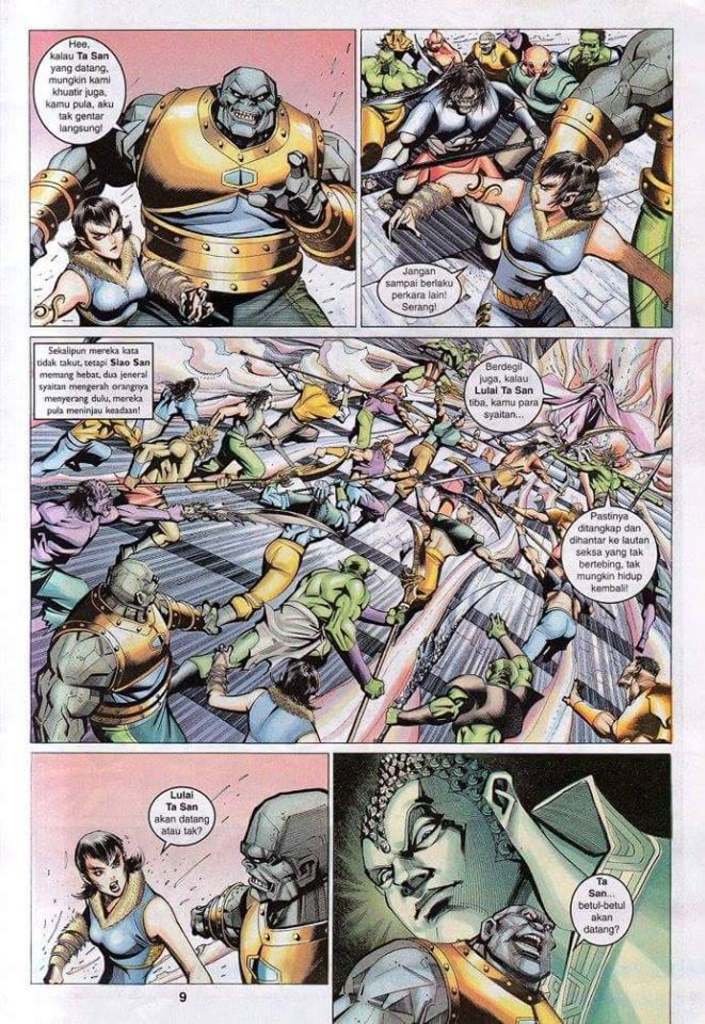 Hee,
kalau Ta San
yang datang,
mungkin kami
khuatir juga,
kamu pula, aku
tak gentar
langsung!
Jangan
sampai berlaku
perkara lain!
Serang!
Sekalipun mereka kata
tidak takut, tetapi Siao San
memang hebat, dua jeneral
syaitan mengerah orangnya
menyerang dulu, mereka
pula meninjau keadaan!
Berdegil
juga, kalau
Lulai Ta San
tiba, kamu para
syaitan...
Pastinya
ditangkap dan
dihantar ke lautan
seksa yang tak
bertebing, tak
mungkin hidup
kembali!
Lulai
Ta San
akan datang
atau tak?
Ta
San...
betul-betul
akan
datang?
9